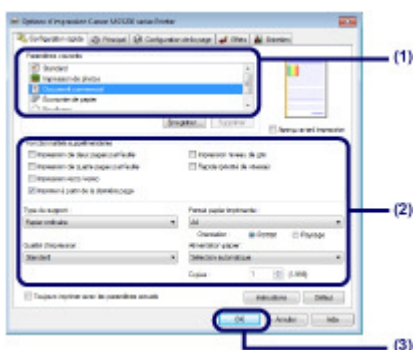 Options d'impression Canon MG5200 series Printer
Configuration rapide Principal Configuration de la page Effets
Paramètres courants
Standard
Impression de photos
Document commercial
Économie de papier
Enregistrer... Supprimer
Aperçu avant impression
Fonctionnalités supplémentaires
Impression de deux pages par feuille
Impression de quatre pages par feuille
Impression recto verso
Imprimer à partir de la dernière page
Impression niveaux de gris
Rapide (priorité de vitesse)
Type de support :
Papier ordinaire
Format papier imprimante :
A4
Orientation : Portrait Paysage
Qualité d'impression :
Standard
Alimentation papier :
Sélection automatique
Copies : 1 (1-999)
Toujours imprimer avec les paramètres actuels
Instructions Défaut
OK Annuler Aide
(1)
(2)
(3)